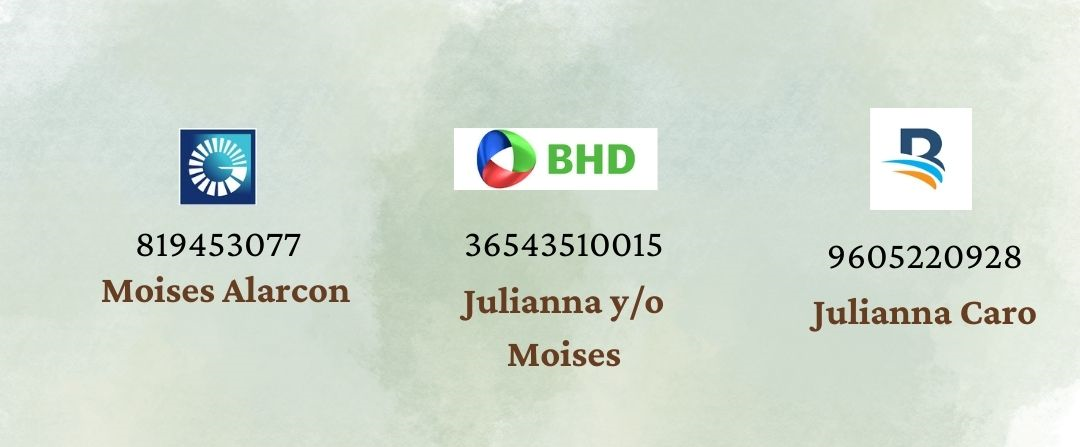 BHD
819453077
Moises Alarcon
36543510015
Julianna y/o
Moises
9605220928
Julianna Caro